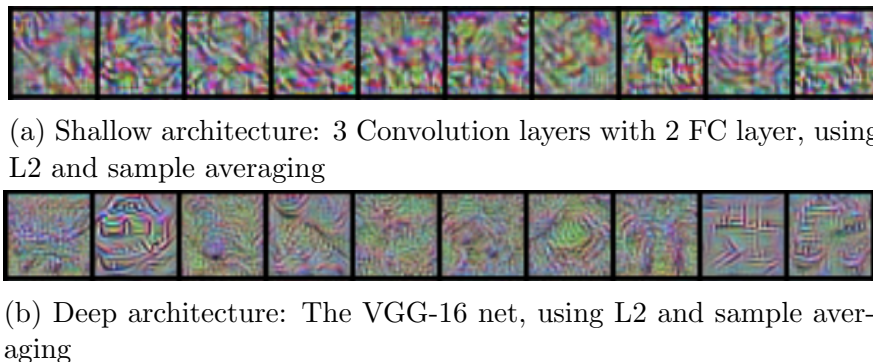 (a) Shallow architecture: 3 Convolution layers with 2 FC layer, using
L2 and sample averaging
(b) Deep architecture: The VGG-16 net, using L2 and sample aver-
aging